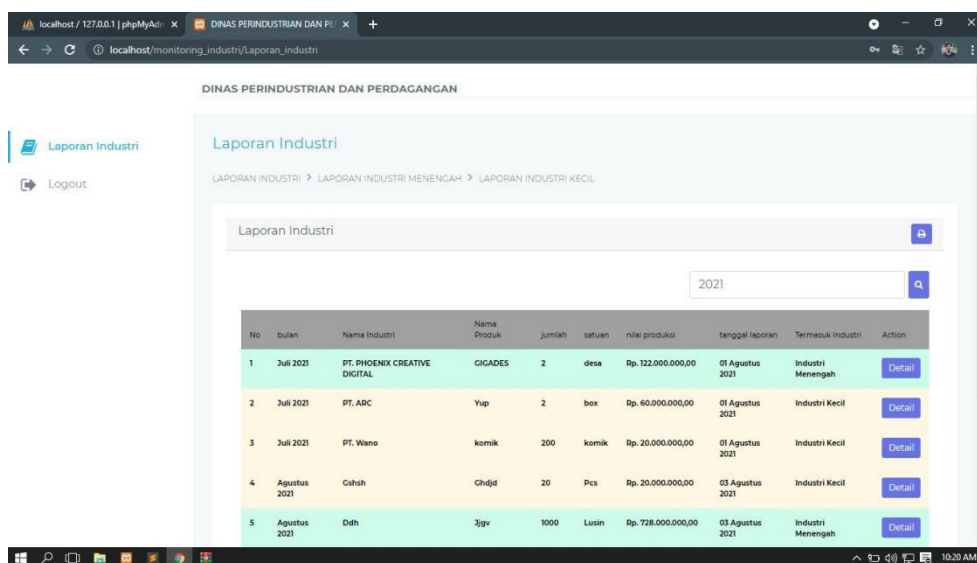 localhost / 127.0.0.1 | phpMyAdm
DINAS PERINDUSTRIAN DAN PE
localhost/monitoring_industri/Laporan_industri
DINAS PERINDUSTRIAN DAN PERDAGANGAN
Laporan Industri
Logout
Laporan Industri
LAPORAN INDUSTRI > LAPORAN INDUSTRI MENENGAH > LAPORAN INDUSTRI KECIL
Laporan Industri
2021
No bulan Nama Industri Nama Produk jumlah satuan nilai produksi tanggal laporan Termasuk Industri Action
1 Juli 2021 PT. PHOENIX CREATIVE DIGITAL GIGADES 2 desa Rp. 122.000.000,00 01 Agustus 2021 Industri Menengah Detail
2 Juli 2021 PT. ARC Yup 2 box Rp. 60.000.000,00 01 Agustus 2021 Industri Kecil Detail
3 Juli 2021 PT. Wano komik 200 komik Rp. 20.000.000,00 01 Agustus 2021 Industri Kecil Detail
4 Agustus 2021 Gshsh Ghdjd 20 Pcs Rp. 20.000.000,00 03 Agustus 2021 Industri Kecil Detail
5 Agustus 2021 Ddh Jjgv 1000 Lusin Rp. 728.000.000,00 03 Agustus 2021 Industri Menengah Detail
10:20 AM